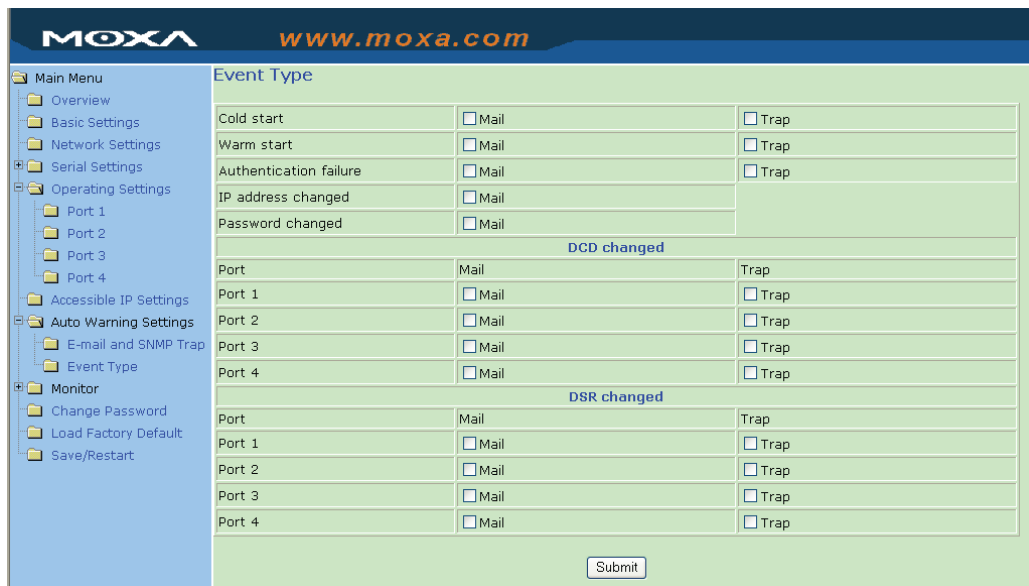 MOXA www.moxa.com
Main Menu
Overview
Basic Settings
Network Settings
Serial Settings
Operating Settings
Port 1
Port 2
Port 3
Port 4
Accessible IP Settings
Auto Warning Settings
E-mail and SNMP Trap
Event Type
Monitor
Change Password
Load Factory Default
Save/Restart
Event Type
Cold start Mail Trap
Warm start Mail Trap
Authentication failure Mail Trap
IP address changed Mail
Password changed Mail
DCD changed
Port Mail Trap
Port 1 Mail Trap
Port 2 Mail Trap
Port 3 Mail Trap
Port 4 Mail Trap
DSR changed
Port Mail Trap
Port 1 Mail Trap
Port 2 Mail Trap
Port 3 Mail Trap
Port 4 Mail Trap
Submit